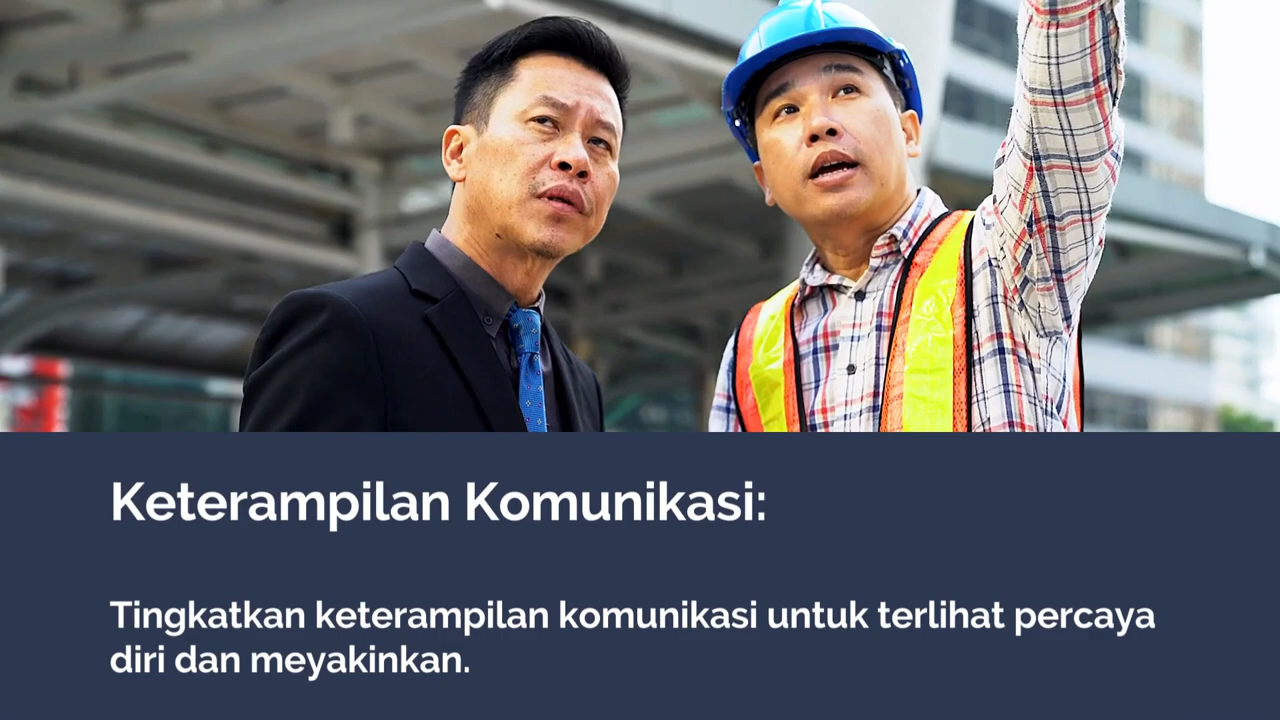 Keterampilan Komunikasi:
Tingkatkan keterampilan komunikasi untuk terlihat percaya
diri dan meyakinkan.